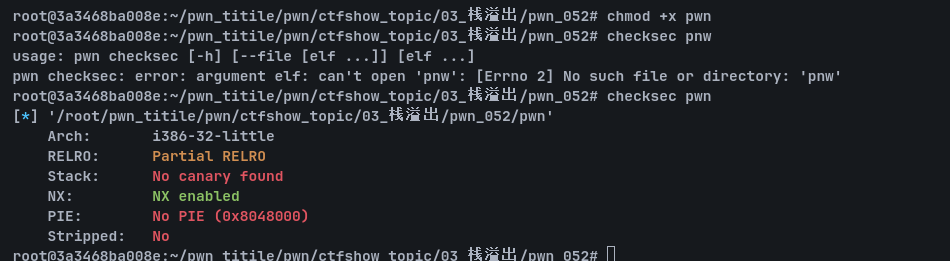 root@3a3468ba008e:~/pwn_titile/pwn/ctfshow_topic/03_栈溢出/pwn_052# chmod +x pwn
root@3a3468ba008e:~/pwn_titile/pwn/ctfshow_topic/03_栈溢出/pwn_052# checksec pnw
usage: pwn checksec [-h] [--file [elf ...]] [elf ...]
pwn checksec: error: argument elf: can't open 'pnw': [Errno 2] No such file or directory: 'pnw'
root@3a3468ba008e:~/pwn_titile/pwn/ctfshow_topic/03_栈溢出/pwn_052# checksec pwn
[*] '/root/pwn_titile/pwn/ctfshow_topic/03_栈溢出/pwn_052/pwn'
    Arch:       i386-32-little
    RELRO:      Partial RELRO
    Stack:      No canary found
    NX:         NX enabled
    PIE:        No PIE (0x8048000)
    Stripped:   No
root@3a3468ba008e:~/pwn_titile/pwn/ctfshow_topic/03_栈溢出/pwn_052#